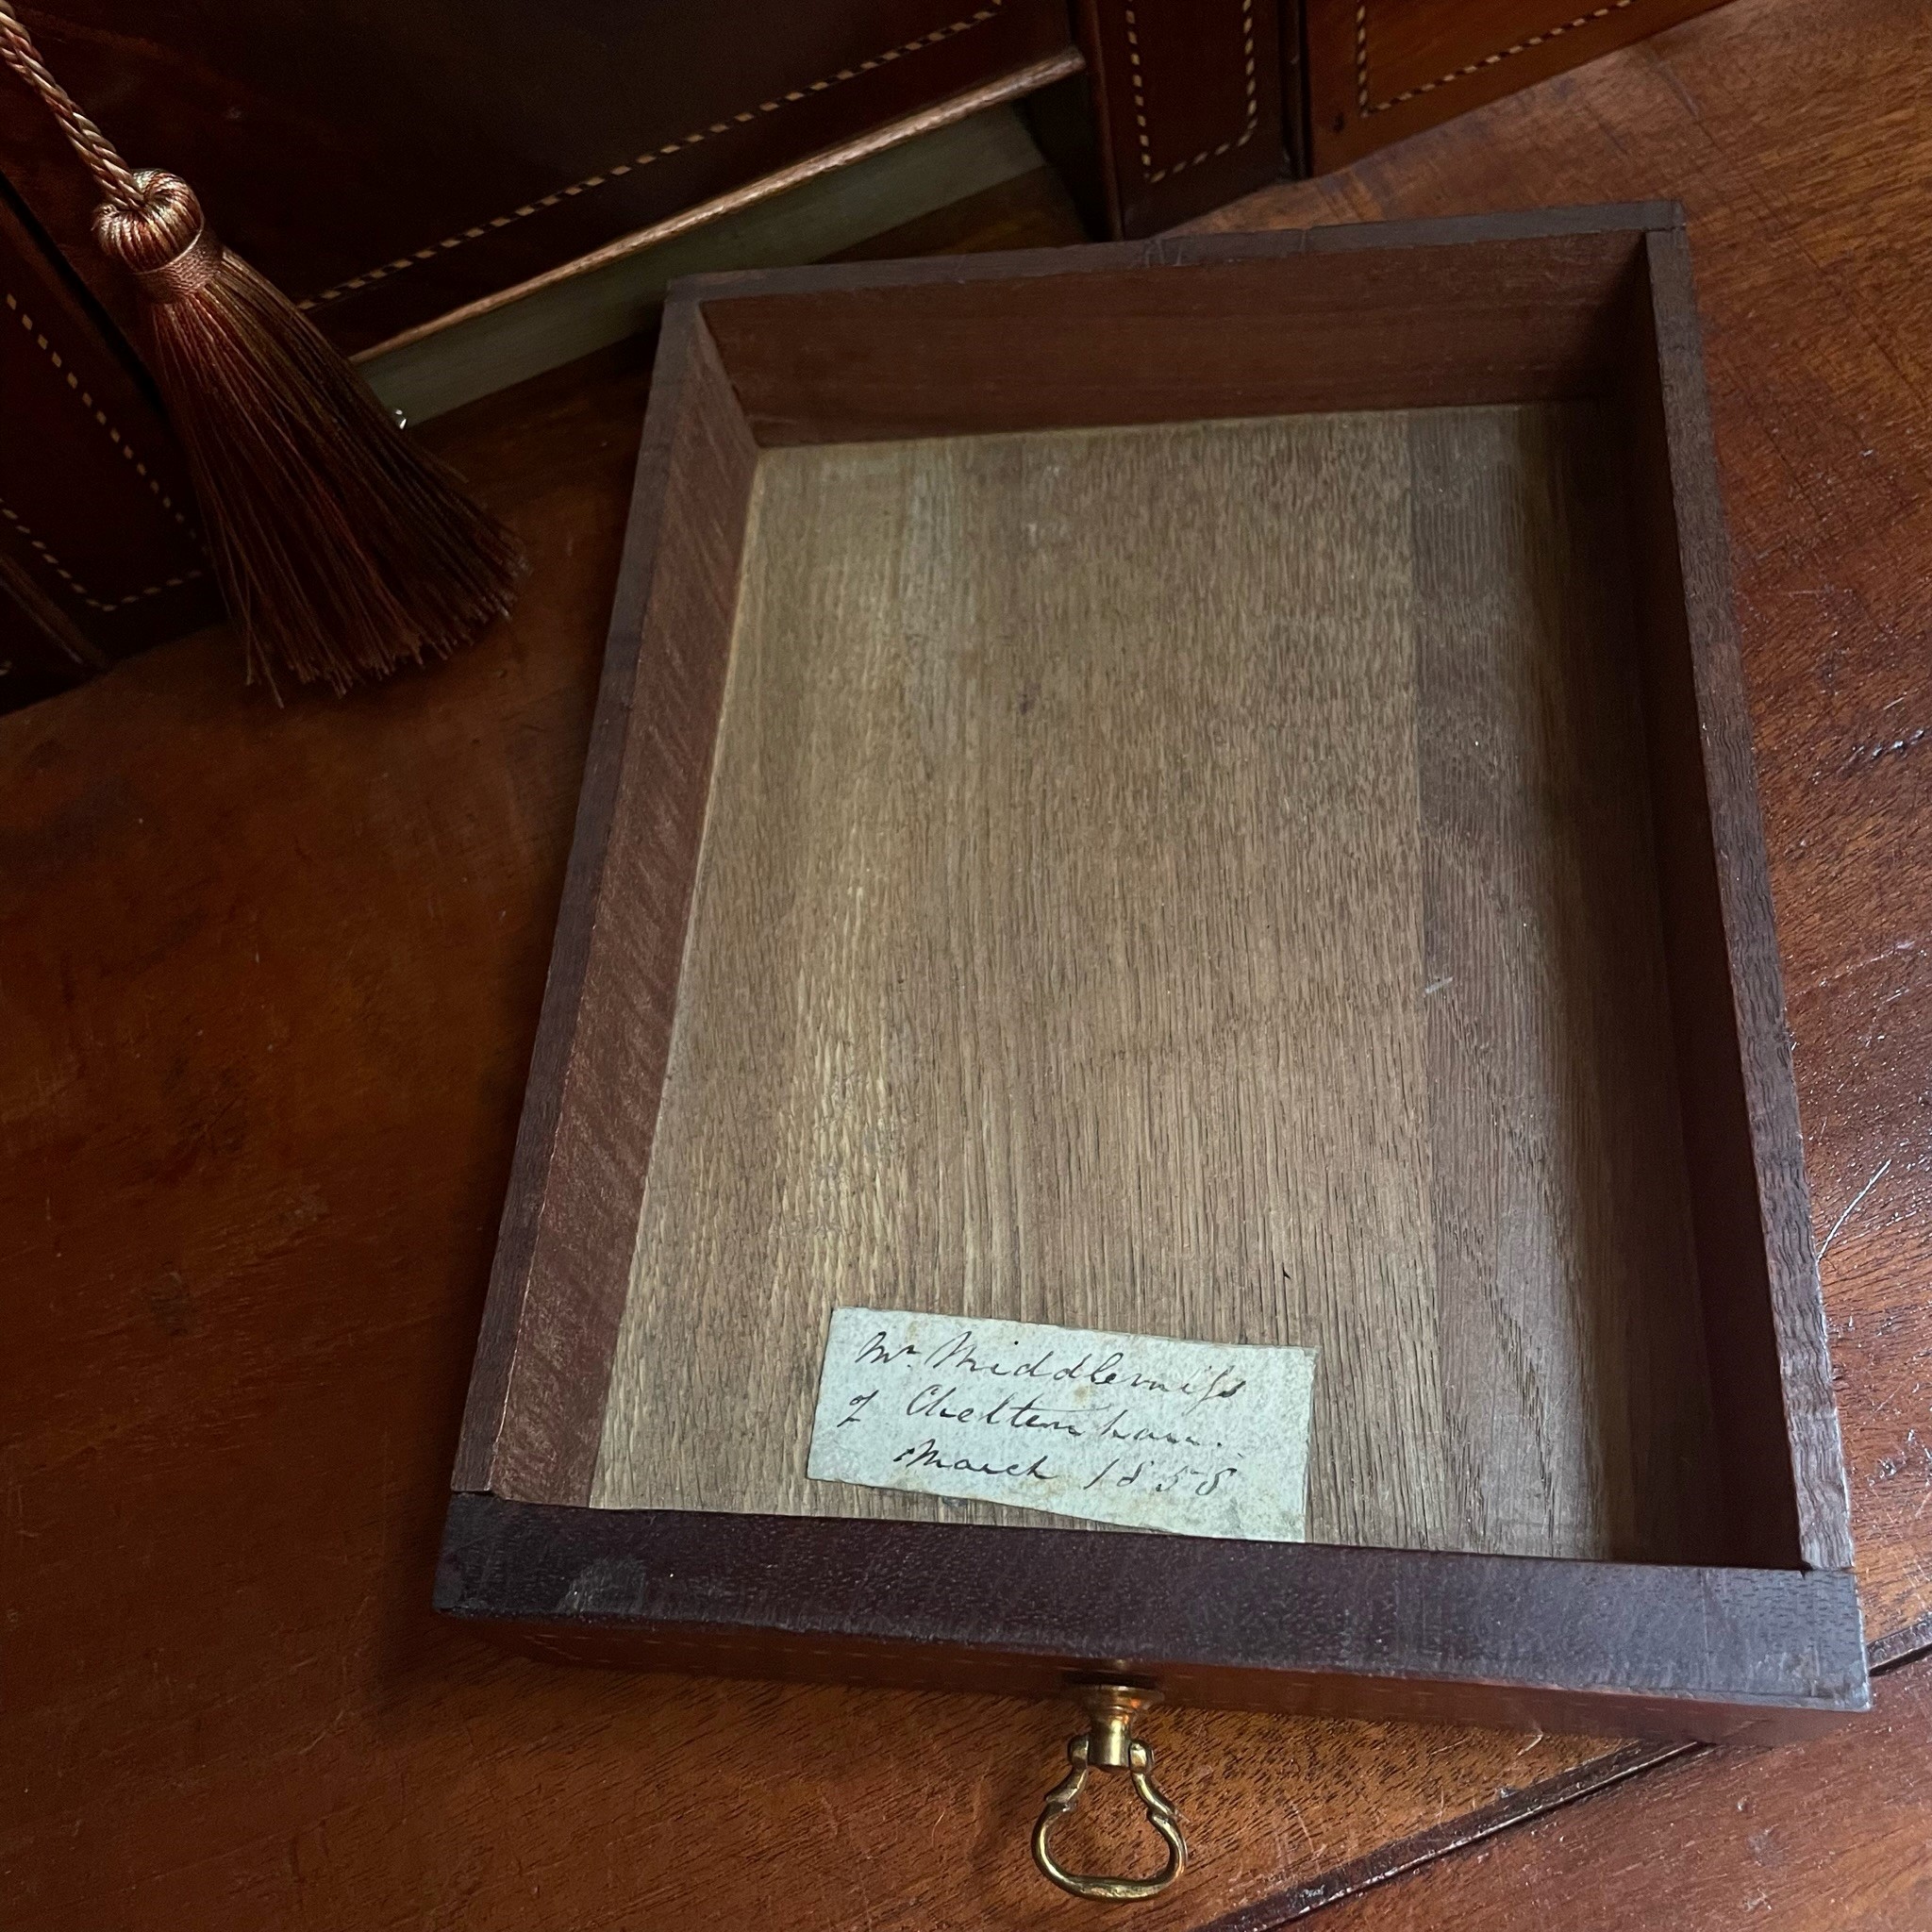 Mr. Middlemiſs
of Cheltenham.
March 1858